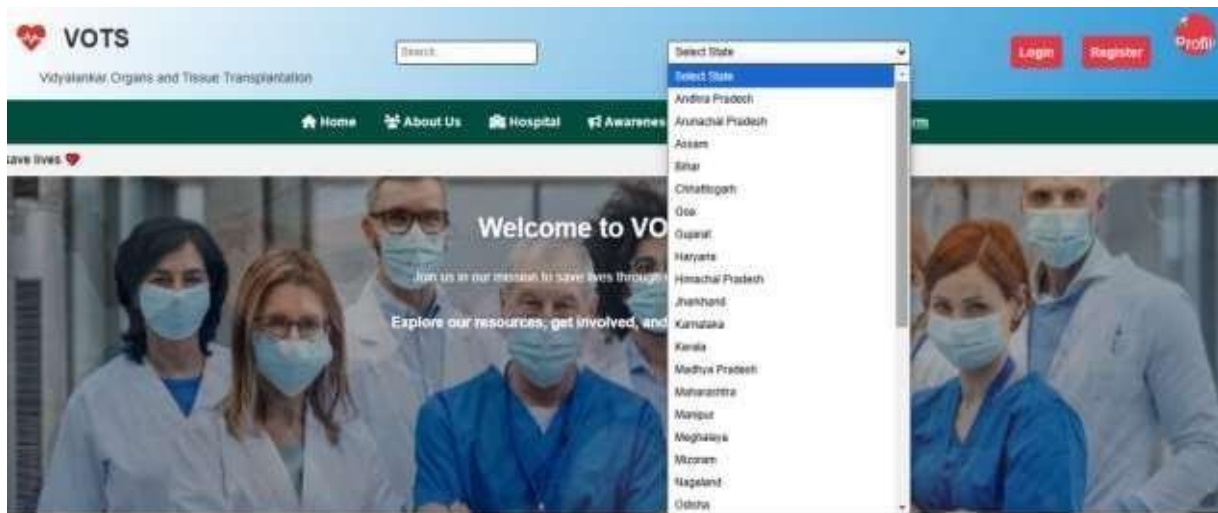 VOTS
Vidyalankar Organs and Tissue Transplantation
Search
Select State
Login
Register
Profil
Home
About Us
Hospital
Awarenes
rm
save lives
Welcome to VO
Join us in our mission to save lives through
Explore our resources, get involved, and
Select State
Andhra Pradesh
Arunachal Pradesh
Assam
Bihar
Chhattisgarh
Goa
Gujarat
Haryana
Himachal Pradesh
Jharkhand
Karnataka
Kerala
Madhya Pradesh
Maharashtra
Manipur
Meghalaya
Mizoram
Nagaland
Odisha